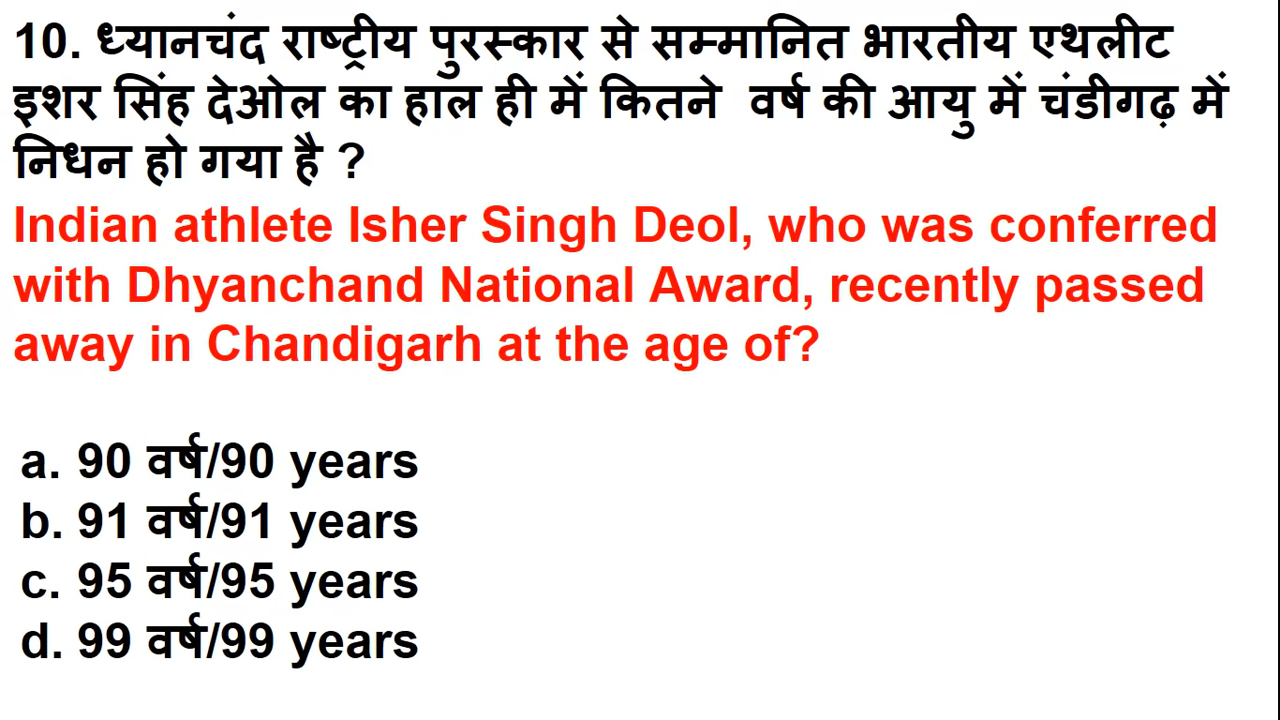 10. ध्यानचंद राष्ट्रीय पुरस्कार से सम्मानित भारतीय एथलीट
इशर सिंह देओल का हाल ही में कितने वर्ष की आयु में चंडीगढ़ में
निधन हो गया है ?
Indian athlete Isher Singh Deol, who was conferred
with Dhyanchand National Award, recently passed
away in Chandigarh at the age of?
a. 90 वर्ष/90 years
b. 91 वर्ष/91 years
c. 95 वर्ष/95 years
d. 99 वर्ष/99 years